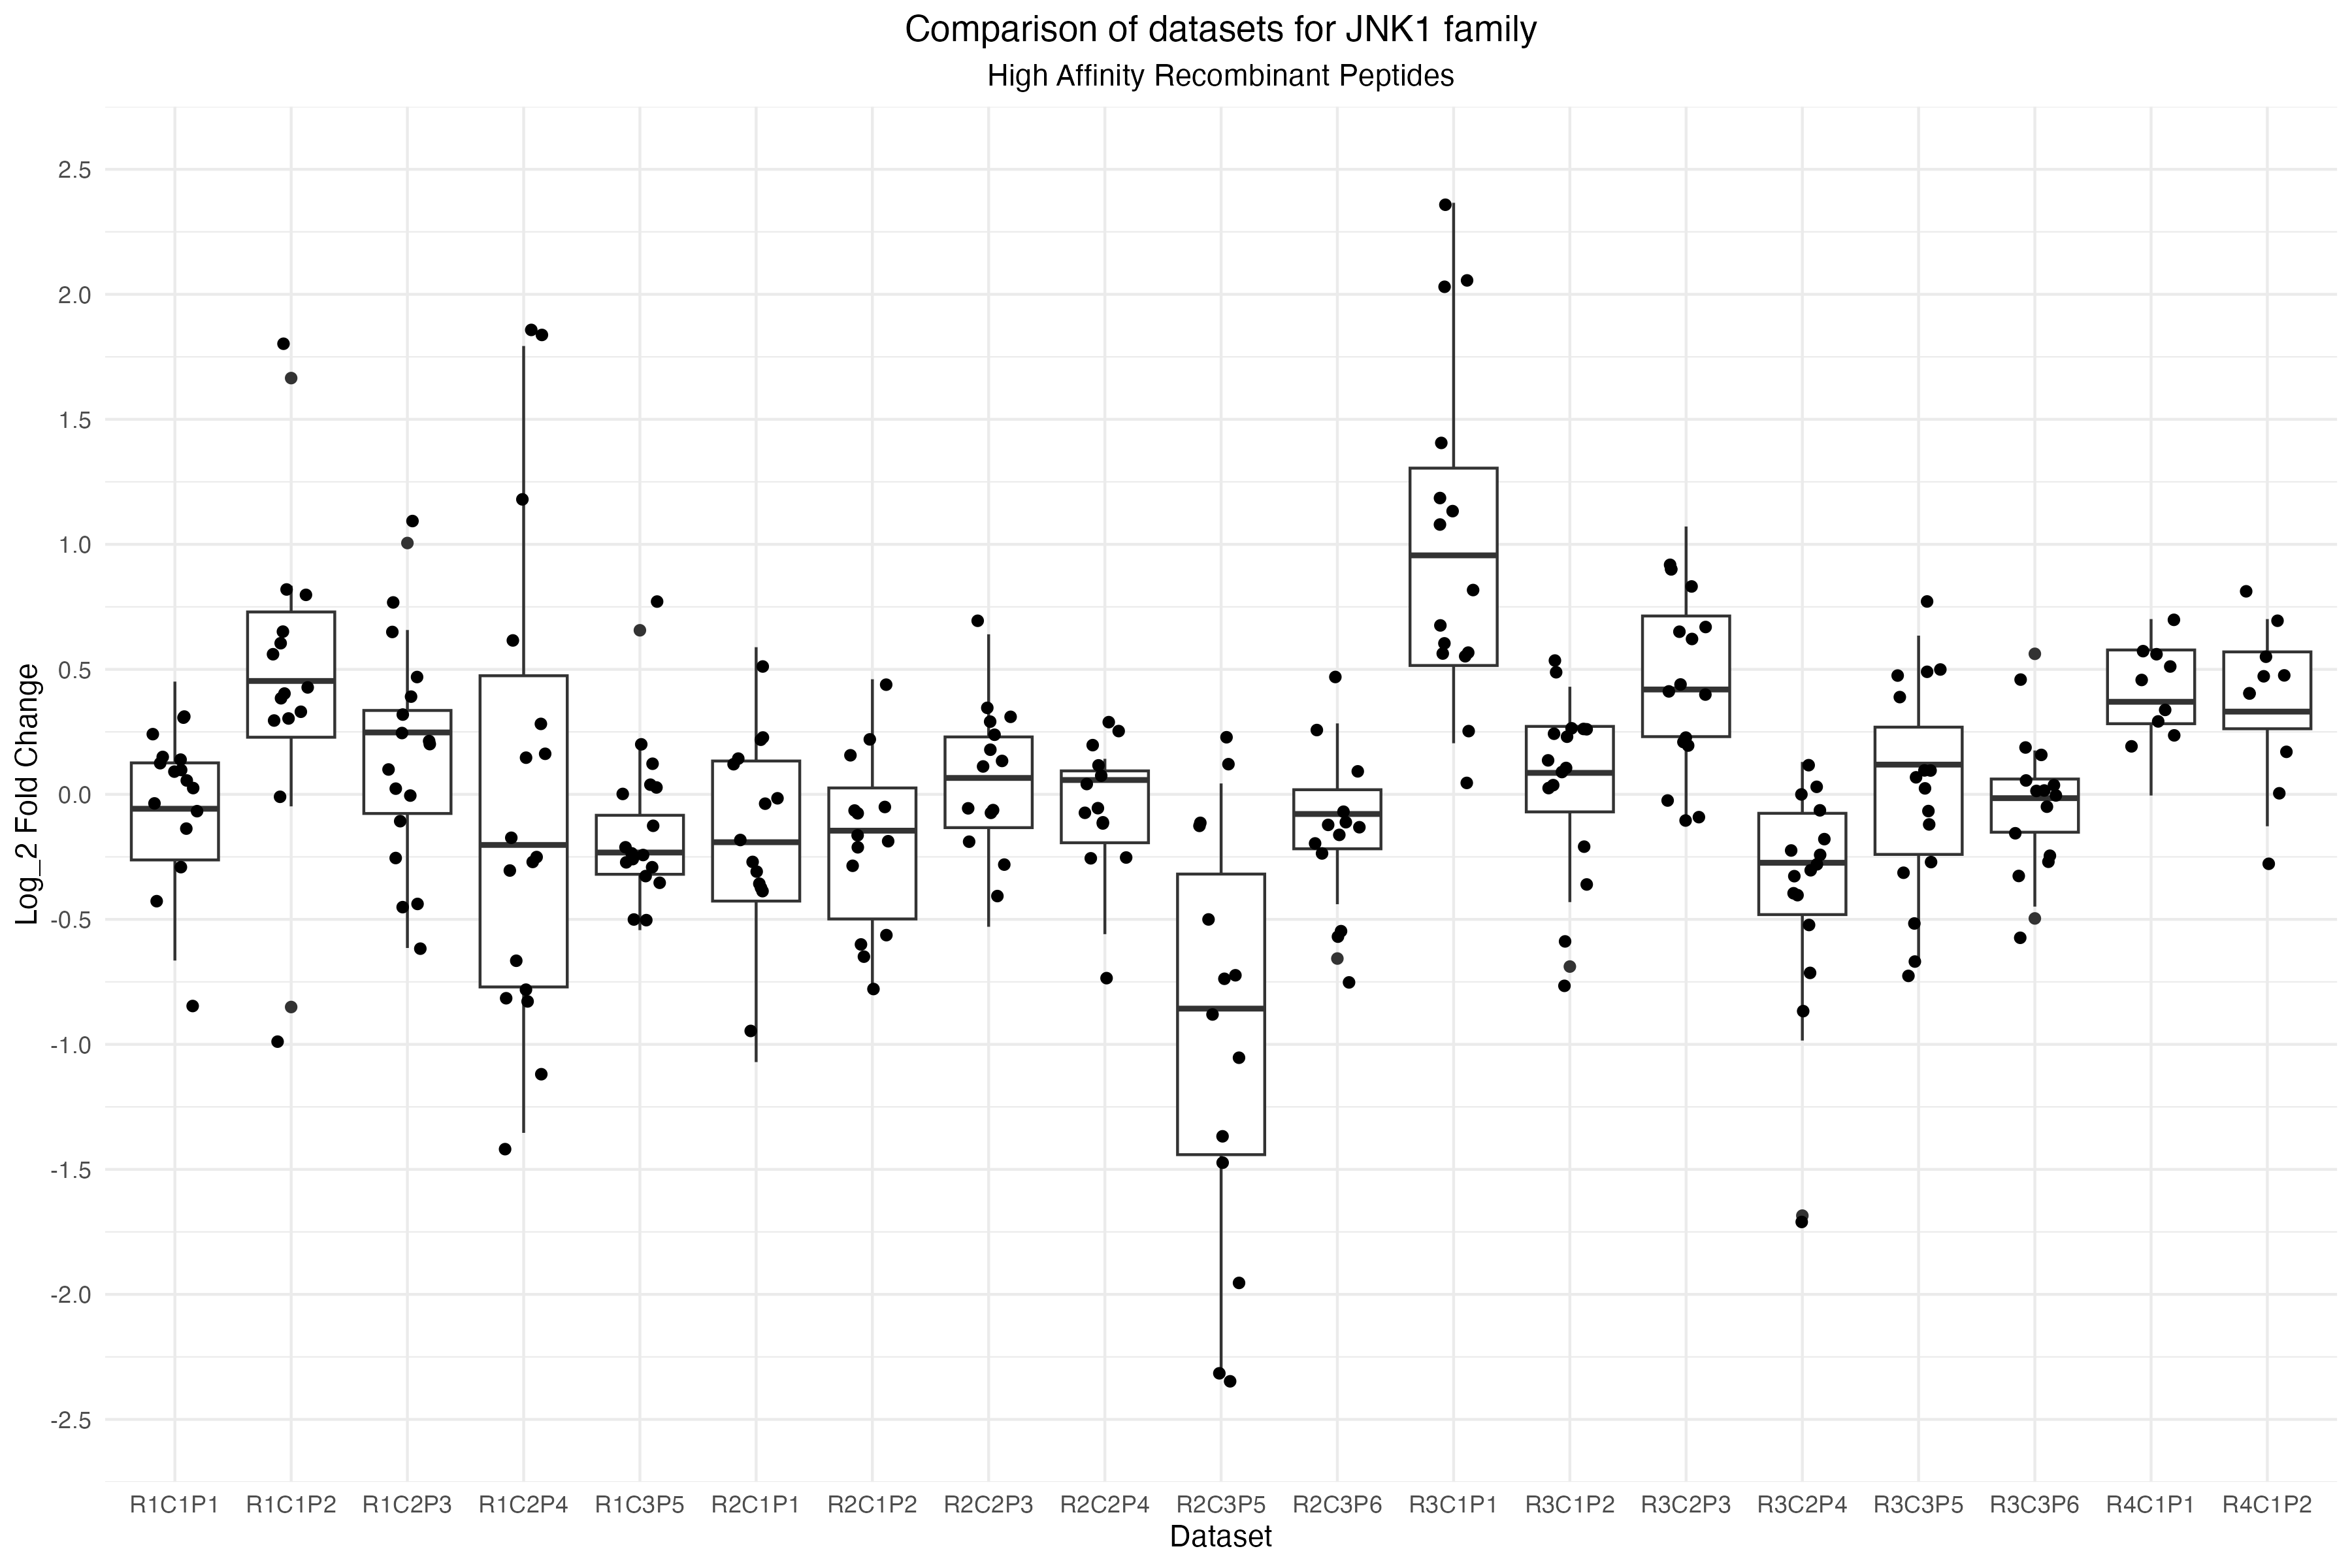 Comparison of datasets for JNK1 family
High Affinity Recombinant Peptides
Log_2 Fold Change
2.5
2.0
1.5
1.0
0.5
0.0
-0.5
-1.0
-1.5
-2.0
-2.5
R1C1P1 R1C1P2 R1C2P3 R1C2P4 R1C3P5 R2C1P1 R2C1P2 R2C2P3 R2C2P4 R2C3P5 R2C3P6 R3C1P1 R3C1P2 R3C2P3 R3C2P4 R3C3P5 R3C3P6 R4C1P1 R4C1P2
Dataset